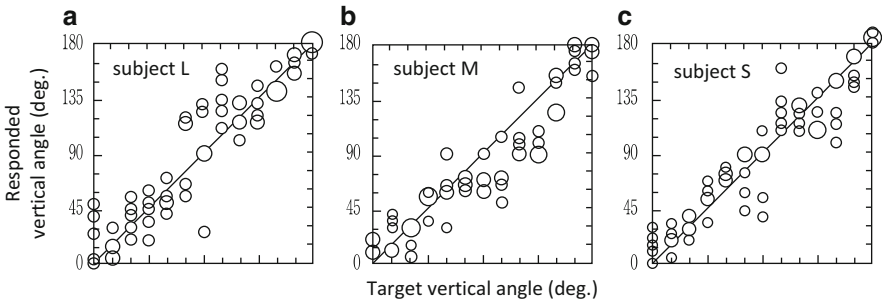 a
b
c
subject L
subject M
subject S
180
135
90
45
0
180
135
90
45
0
180
135
90
45
0
Responded
vertical angle (deg.)
Target vertical angle (deg.)